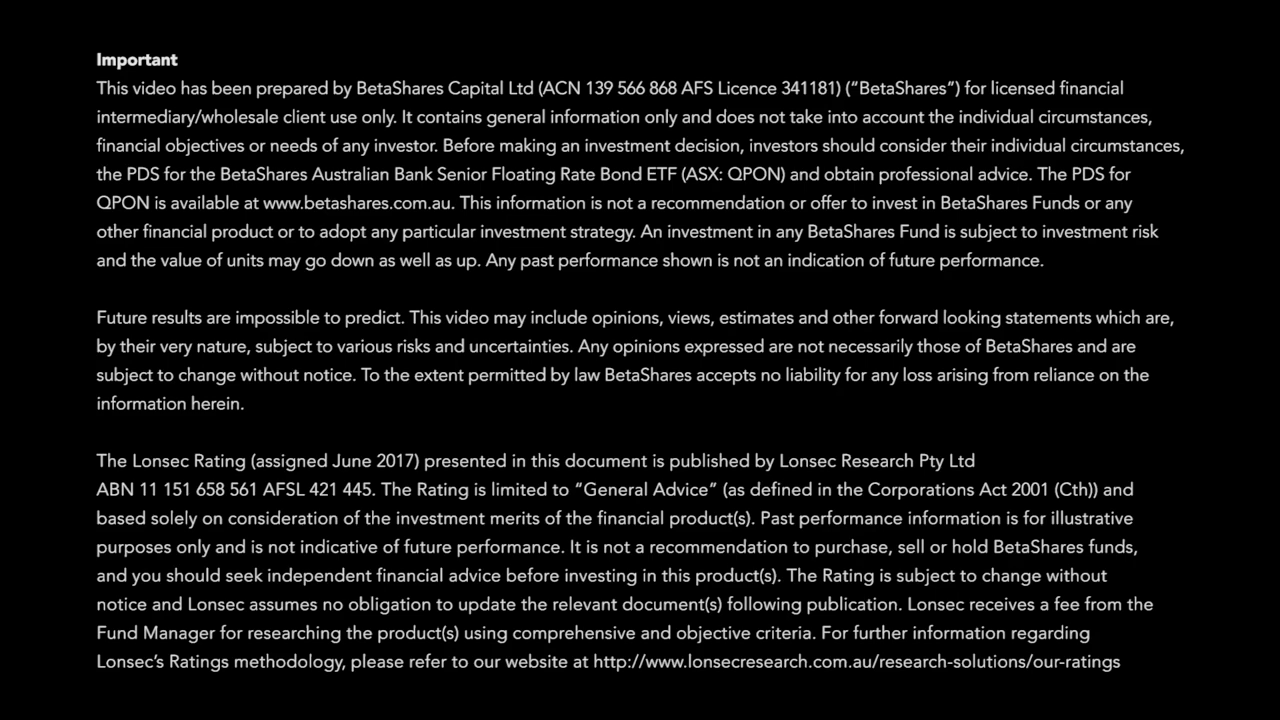 Important
This video has been prepared by BetaShares Capital Ltd (ACN 139 566 868 AFS Licence 341181) (“BetaShares”) for licensed financial
intermediary/wholesale client use only. It contains general information only and does not take into account the individual circumstances,
financial objectives or needs of any investor. Before making an investment decision, investors should consider their individual circumstances,
the PDS for the BetaShares Australian Bank Senior Floating Rate Bond ETF (ASX: QPON) and obtain professional advice. The PDS for
QPON is available at www.betashares.com.au. This information is not a recommendation or offer to invest in BetaShares Funds or any
other financial product or to adopt any particular investment strategy. An investment in any BetaShares Fund is subject to investment risk
and the value of units may go down as well as up. Any past performance shown is not an indication of future performance.
Future results are impossible to predict. This video may include opinions, views, estimates and other forward looking statements which are,
by their very nature, subject to various risks and uncertainties. Any opinions expressed are not necessarily those of BetaShares and are
subject to change without notice. To the extent permitted by law BetaShares accepts no liability for any loss arising from reliance on the
information herein.
The Lonsec Rating (assigned June 2017) presented in this document is published by Lonsec Research Pty Ltd
ABN 11 151 658 561 AFSL 421 445. The Rating is limited to “General Advice” (as defined in the Corporations Act 2001 (Cth)) and
based solely on consideration of the investment merits of the financial product(s). Past performance information is for illustrative
purposes only and is not indicative of future performance. It is not a recommendation to purchase, sell or hold BetaShares funds,
and you should seek independent financial advice before investing in this product(s). The Rating is subject to change without
notice and Lonsec assumes no obligation to update the relevant document(s) following publication. Lonsec receives a fee from the
Fund Manager for researching the product(s) using comprehensive and objective criteria. For further information regarding
Lonsec’s Ratings methodology, please refer to our website at http://www.lonsecresearch.com.au/research-solutions/our-ratings